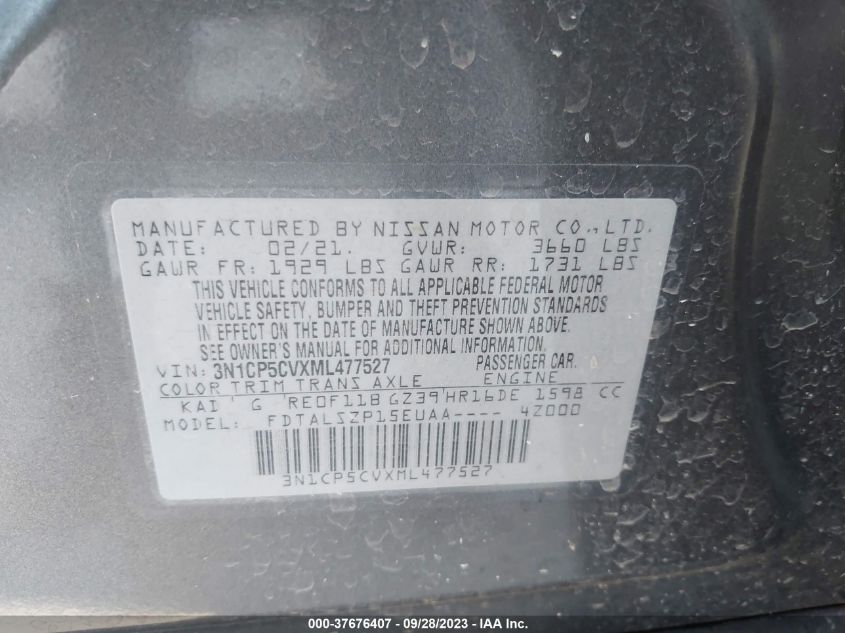 MANUFACTURED BY NISSAN MOTOR CO., LTD.
DATE: 02/21. GVWR: 3660 LBS
GAWR FR: 1929 LBS GAWR RR: 1731 LBS
THIS VEHICLE CONFORMS TO ALL APPLICABLE FEDERAL MOTOR
VEHICLE SAFETY, BUMPER AND THEFT PREVENTION STANDARDS
IN EFFECT ON THE DATE OF MANUFACTURE SHOWN ABOVE.
SEE OWNER'S MANUAL FOR ADDITIONAL INFORMATION.
VIN: 3N1CP5CVXML477527 PASSENGER CAR.
COLOR TRIM TRANS AXLE ENGINE
KAD G RE0F11B GZ39 HR16DE 1598 CC
MODEL: FDTALSZP15EUAA---- 4Z000
3N1CP5CVXML477527
000-37676407 - 09/28/2023 - IAA Inc.